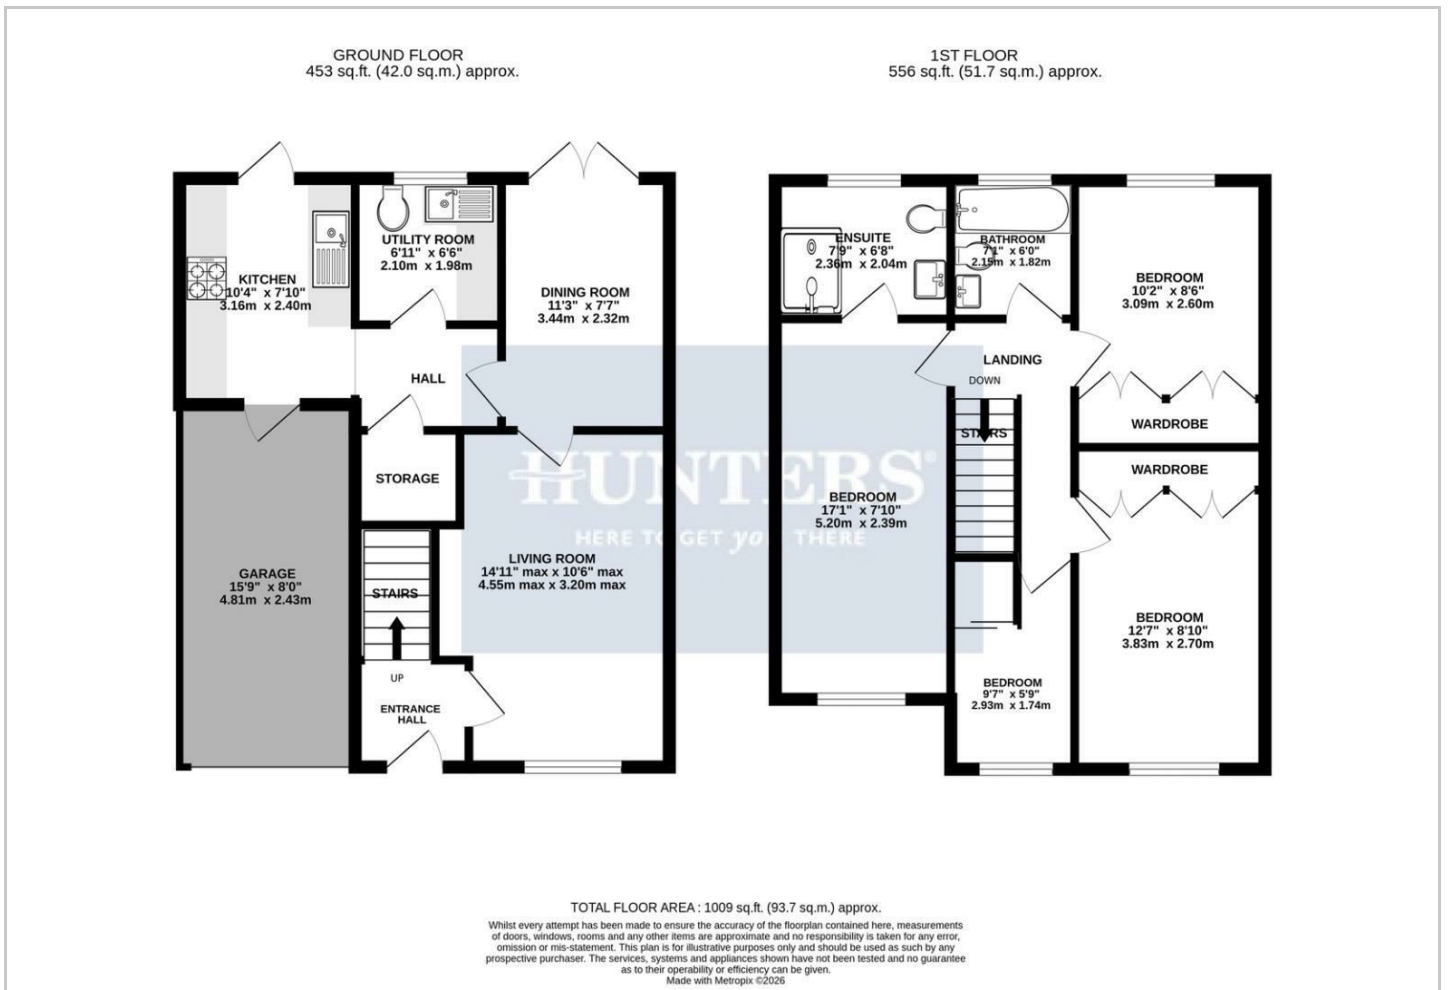 GROUND FLOOR
453 sq.ft. (42.0 sq.m.) approx.
1ST FLOOR
556 sq.ft. (51.7 sq.m.) approx.
KITCHEN
10'4" x 7'10"
3.16m x 2.40m
UTILITY ROOM
6'11" x 6'6"
2.10m x 1.98m
DINING ROOM
11'3" x 7'7"
3.44m x 2.32m
HALL
STORAGE
GARAGE
15'9" x 8'0"
4.81m x 2.43m
STAIRS
UP
ENTRANCE
HALL
LIVING ROOM
14'11" max x 10'6" max
4.55m max x 3.20m max
ENSUITE
7'9" x 6'8"
2.36m x 2.04m
BATHROOM
7'1" x 6'0"
2.15m x 1.82m
BEDROOM
10'2" x 8'6"
3.09m x 2.60m
LANDING
DOWN
STAIRS
WARDROBE
WARDROBE
BEDROOM
17'1" x 7'10"
5.20m x 2.39m
BEDROOM
12'7" x 8'10"
3.83m x 2.70m
BEDROOM
9'7" x 5'9"
2.93m x 1.74m
HUNTERS®
HERE TO GET you THERE
TOTAL FLOOR AREA : 1009 sq.ft. (93.7 sq.m.) approx.
Whilst every attempt has been made to ensure the accuracy of the floorplan contained here, measurements
of doors, windows, rooms and any other items are approximate and no responsibility is taken for any error,
omission or mis-statement. This plan is for illustrative purposes only and should be used as such by any
prospective purchaser. The services, systems and appliances shown have not been tested and no guarantee
as to their operability or efficiency can be given.
Made with Metropix ©2026